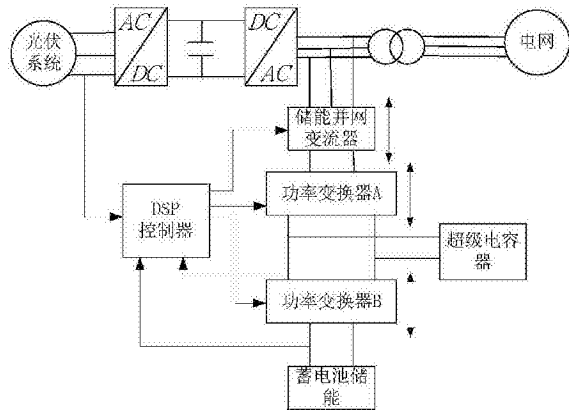 光伏
系统
AC
DC
DC
AC
电网
储能并网
变流器
功率变换器A
DSP
控制器
超级电容
器
功率变换器B
蓄电池储
能